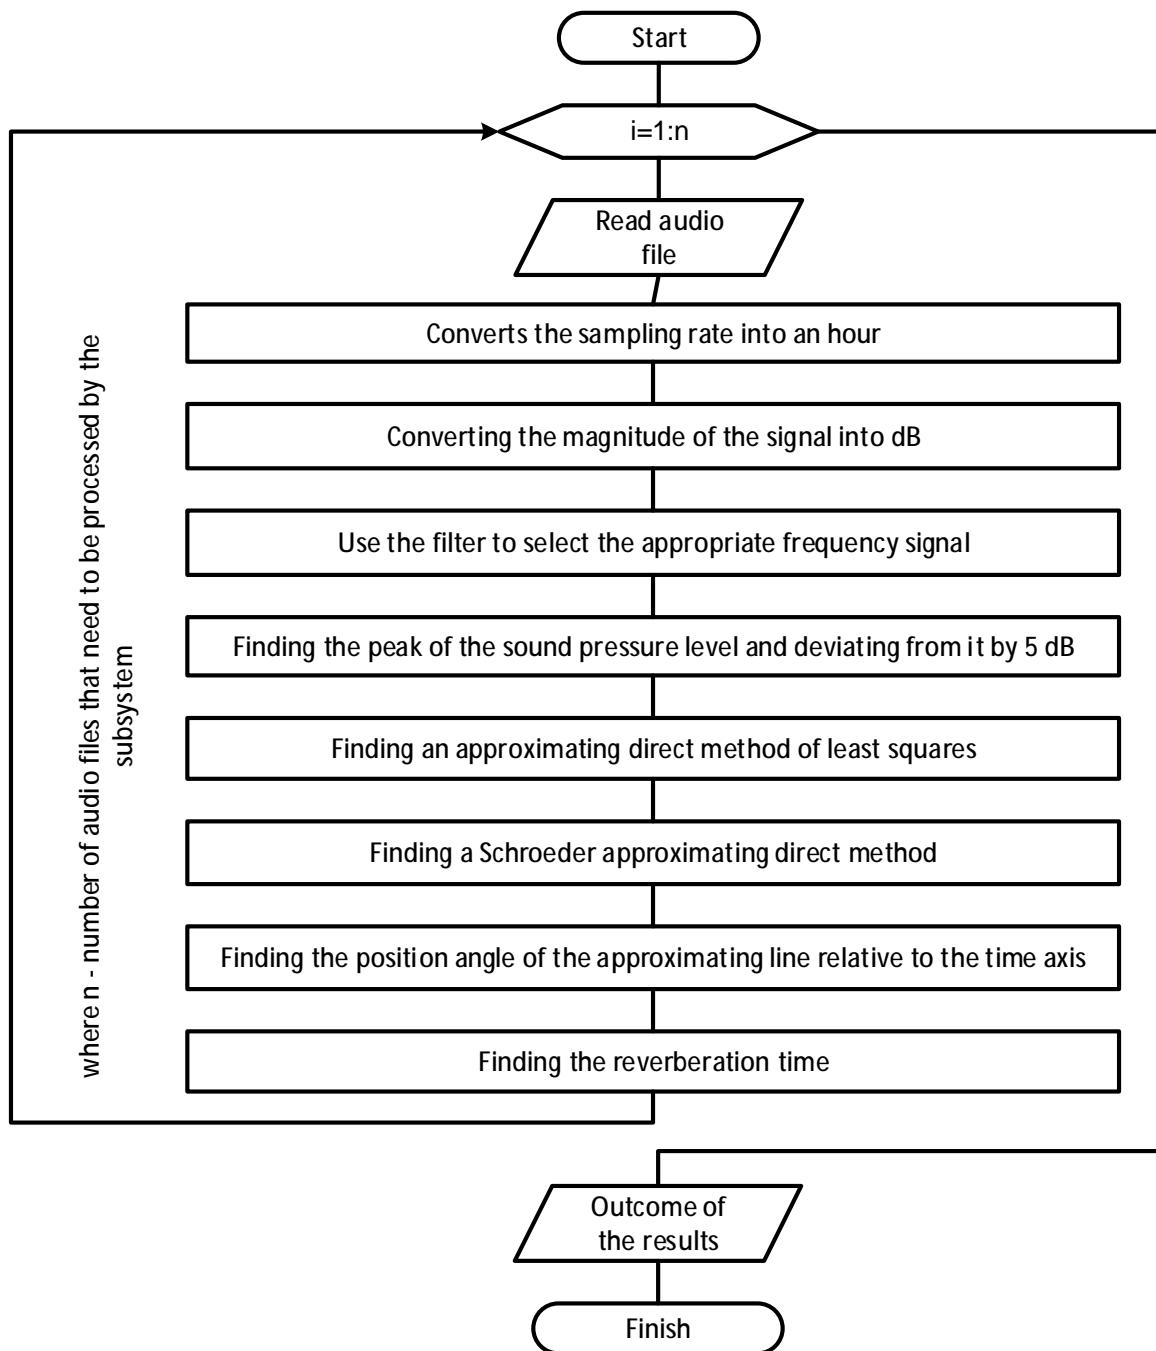 Start
i=1:n
Read audio
file
Converts the sampling rate into an hour
Converting the magnitude of the signal into dB
Use the filter to select the appropriate frequency signal
Finding the peak of the sound pressure level and deviating from it by 5 dB
Finding an approximating direct method of least squares
Finding a Schroeder approximating direct method
Finding the position angle of the approximating line relative to the time axis
Finding the reverberation time
where n - number of audio files that need to be processed by the
subsystem
Outcome of
the results
Finish